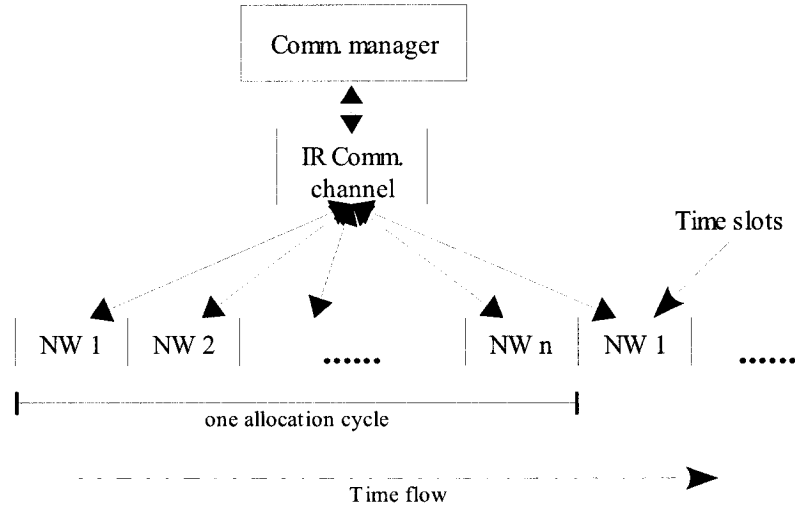 Comm. manager
IR Comm.
channel
Time slots
NW 1 NW 2 ...... NW n NW 1 ......
one allocation cycle
Time flow